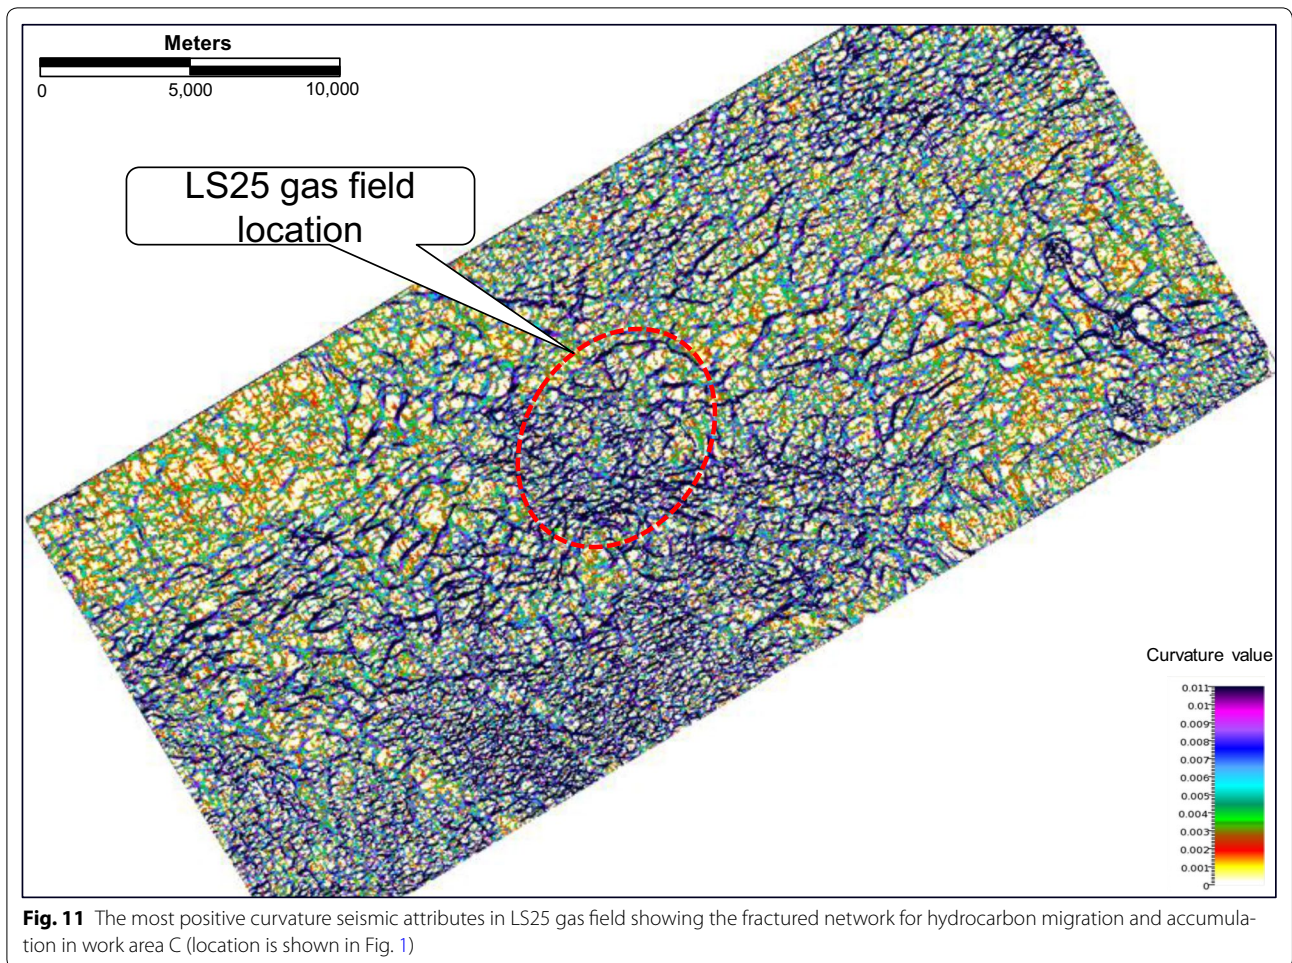 Meters
0 5,000 10,000
LS25 gas field
location
Curvature value
0.011
0.01
0.009
0.008
0.007
0.006
0.005
0.004
0.003
0.002
0.001
0
Fig. 11 The most positive curvature seismic attributes in LS25 gas field showing the fractured network for hydrocarbon migration and accumula-
tion in work area C (location is shown in Fig. 1)